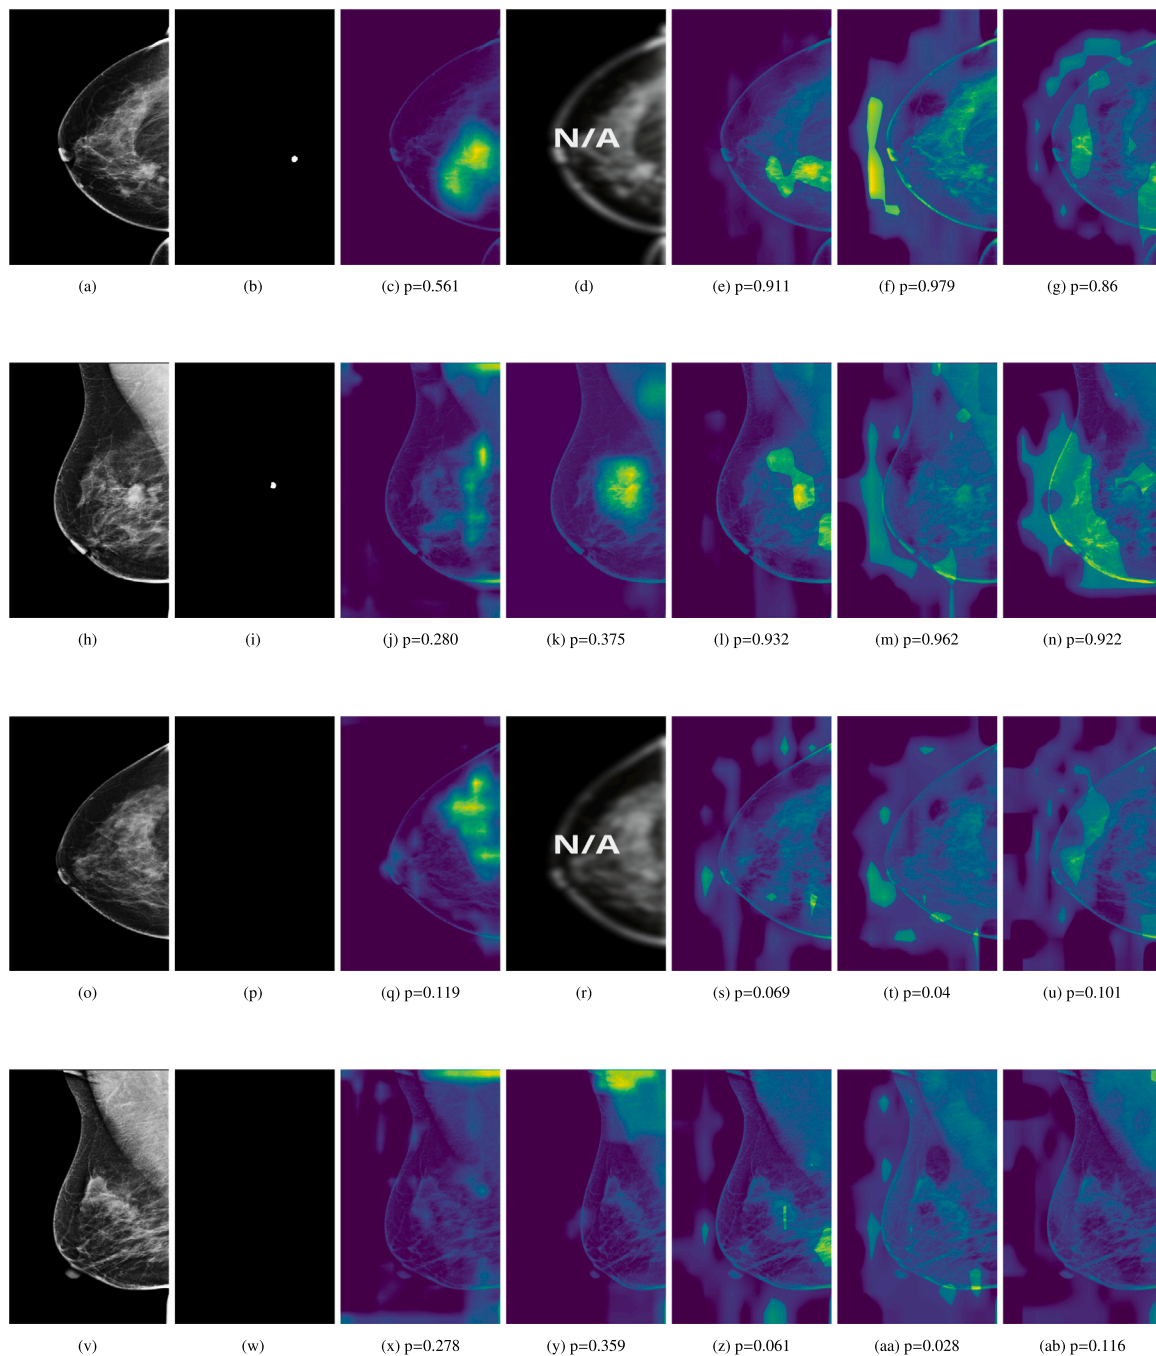 N/A
(a) (b) (c) p=0.561 (d) (e) p=0.911 (f) p=0.979 (g) p=0.86
(h) (i) (j) p=0.280 (k) p=0.375 (l) p=0.932 (m) p=0.962 (n) p=0.922
N/A
(o) (p) (q) p=0.119 (r) (s) p=0.069 (t) p=0.04 (u) p=0.101
(v) (w) (x) p=0.278 (y) p=0.359 (z) p=0.061 (aa) p=0.028 (ab) p=0.116